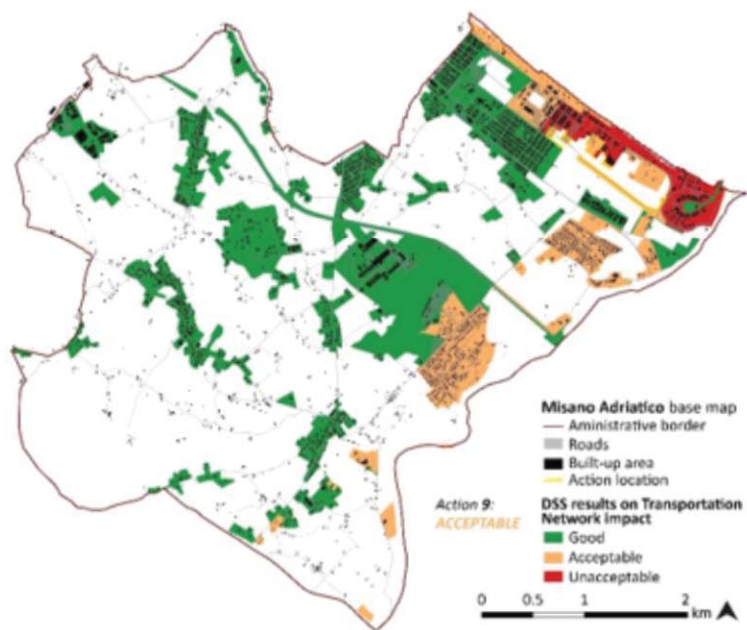 Misano Adriatico base map
Aministrative border
Roads
Built-up area
Action location
Action 9:
ACCEPTABLE
DSS results on Transportation
Network impact
Good
Acceptable
Unacceptable
0 0.5 1 2
km